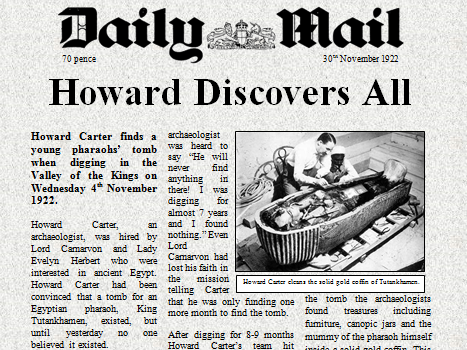 Daily Mail
70 pence
30th November 1922
Howard Discovers All
Howard Carter finds a
young pharaohs' tomb
when digging in the
Valley of the Kings on
Wednesday 4th November
1922.
Howard Carter, an
archaeologist, was hired by
Lord Carnarvon and Lady
Evelyn Herbert who were
interested in ancient Egypt.
Howard Carter had been
convinced that a tomb for an
Egyptian pharaoh, King
Tutankhamen, existed, but
until yesterday no one
believed it existed.
archaeologist
was heard to
say "He will
never find
anything in
there! I was
digging for
almost 7 years
and I found
nothing." Even
Lord
Carnarvon had
lost his faith in
the mission
telling Carter
that he was only funding one
more month to find the tomb.
After digging for 8-9 months
Howard Carter's team hit
Howard Carter cleans the solid gold coffin of Tutankhamen.
the tomb the archaeologists
found treasures including
furniture, canopic jars and the
mummy of the pharaoh himself
inside a solid gold coffin. This